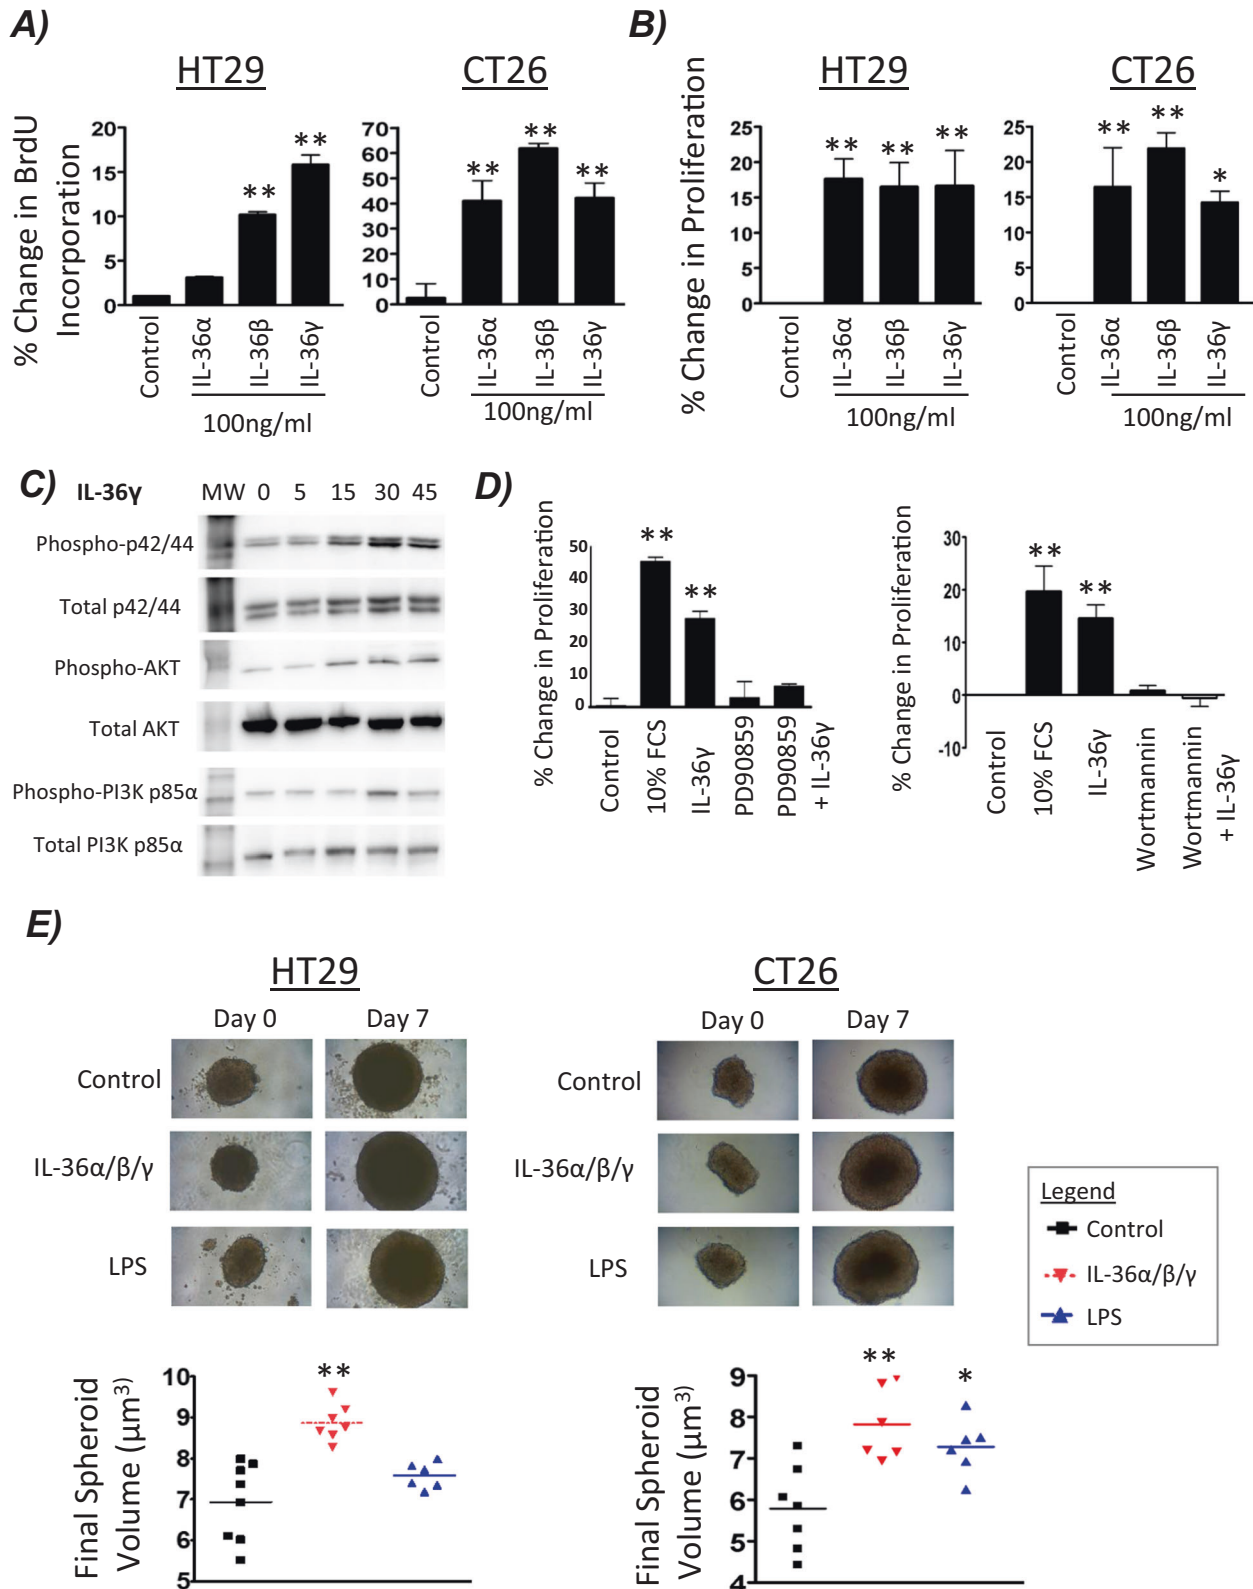 A)
HT29
CT26
% Change in BrdU
Incorporation
20
15
10
5
0
Control
IL-36α
IL-36β
IL-36γ
100ng/ml
**
**
70
60
50
40
30
20
10
0
Control
IL-36α
IL-36β
IL-36γ
100ng/ml
**
**
**
B)
HT29
CT26
% Change in Proliferation
25
20
15
10
5
0
Control
IL-36α
IL-36β
IL-36γ
100ng/ml
**
**
**
25
20
15
10
5
0
Control
IL-36α
IL-36β
IL-36γ
100ng/ml
**
**
*
C)
IL-36γ MW 0 5 15 30 45
Phospho-p42/44
Total p42/44
Phospho-AKT
Total AKT
Phospho-PI3K p85α
Total PI3K p85α
D)
% Change in Proliferation
50
40
30
20
10
0
**
**
Control
10% FCS
IL-36γ
PD90859
PD90859
+ IL-36γ
% Change in Proliferation
30
20
10
0
-10
**
**
Control
10% FCS
IL-36γ
Wortmannin
Wortmannin
+ IL-36γ
E)
HT29
Day 0 Day 7
Control
IL-36α/β/γ
LPS
CT26
Day 0 Day 7
Control
IL-36α/β/γ
LPS
Legend
Control
IL-36α/β/γ
LPS
Final Spheroid
Volume (μm³)
10
9
8
7
6
5
**
Final Spheroid
Volume (μm³)
9
8
7
6
5
4
**
*